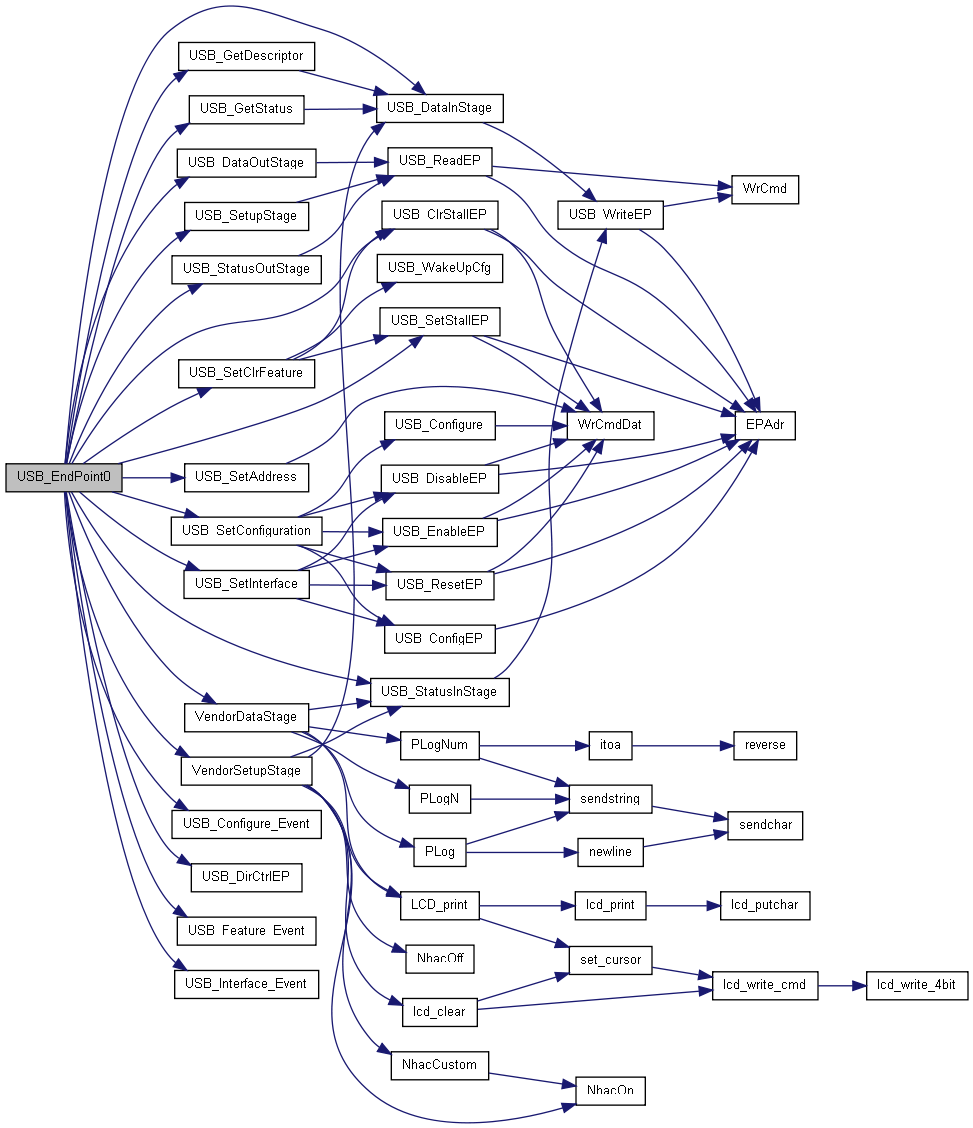 USB_EndPoint0
USB_GetDescriptor
USB_GetStatus
USB_DataOutStage
USB_SetupStage
USB_StatusOutStage
USB_SetClrFeature
USB_SetAddress
USB_SetConfiguration
USB_SetInterface
VendorDataStage
VendorSetupStage
USB_Configure_Event
USB_DirCtrlEP
USB_Feature_Event
USB_Interface_Event
USB_DataInStage
USB_ReadEP
USB_ClrStallEP
USB_WakeUpCfg
USB_SetStallEP
USB_Configure
USB_DisableEP
USB_EnableEP
USB_ResetEP
USB_ConfigEP
USB_StatusInStage
PLogNum
PLogN
PLog
LCD_print
NhacOff
lcd_clear
NhacCustom
USB_WriteEP
WrCmdDat
itoa
sendstring
newline
lcd_print
set_cursor
NhacOn
WrCmd
EPAdr
reverse
sendchar
lcd_putchar
lcd_write_cmd
lcd_write_4bit